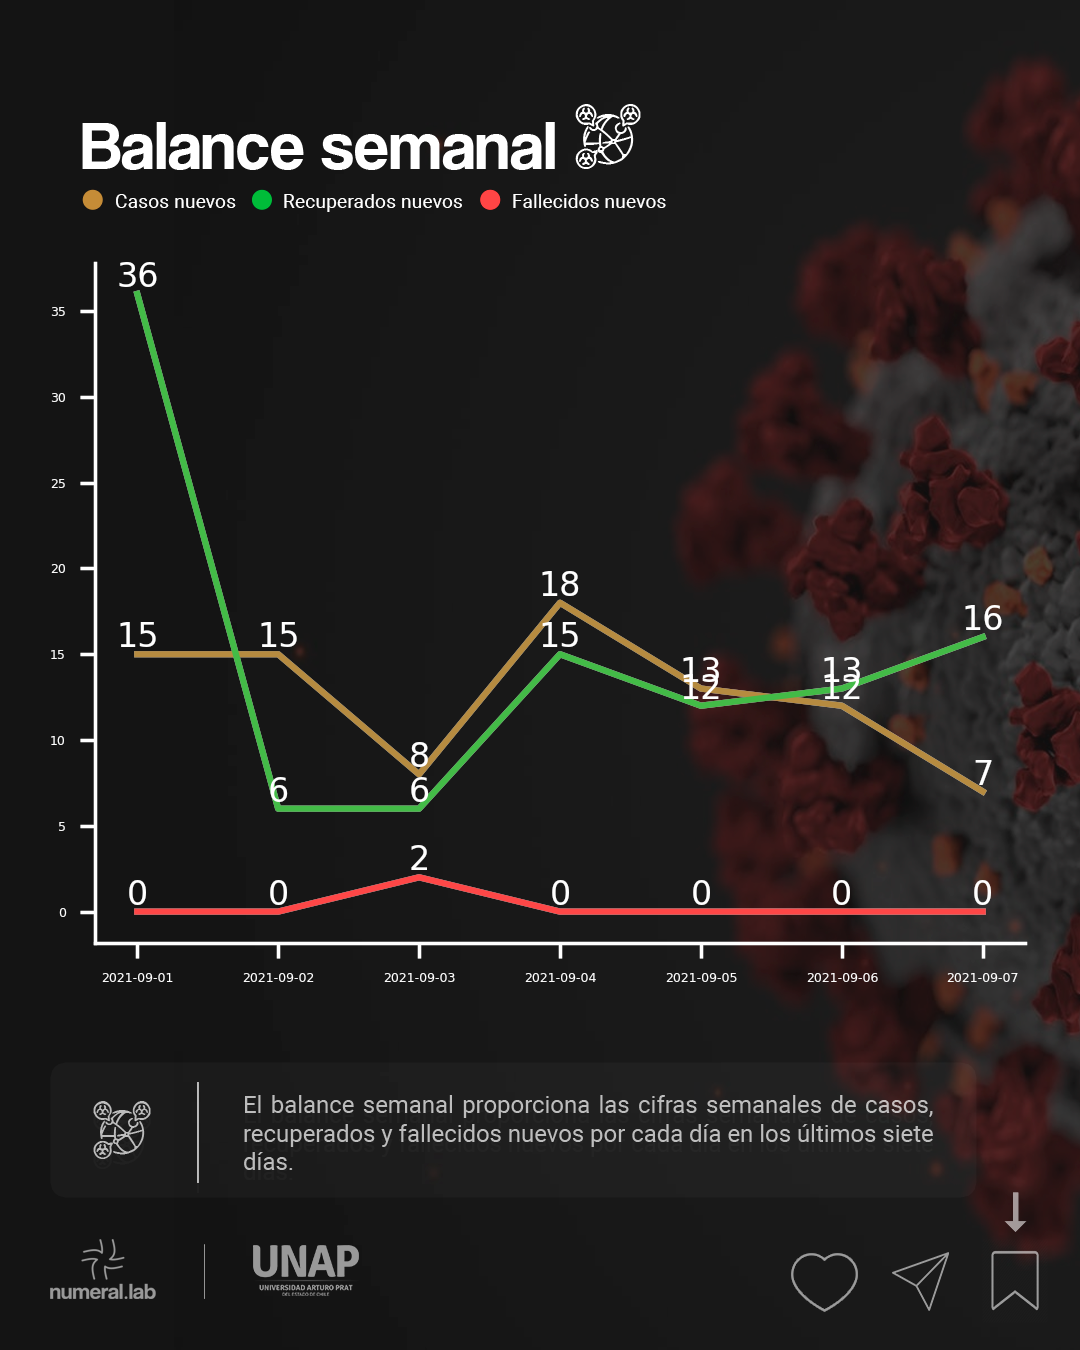 Balance semanal
Casos nuevos Recuperados nuevos Fallecidos nuevos
36
35
30
25
20
18
16
15 15 15
15
13 13
12 12
10
8
7
6 6
5
2
0 0 0 0 0 0 0
0
2021-09-01 2021-09-02 2021-09-03 2021-09-04 2021-09-05 2021-09-06 2021-09-07
El balance semanal proporciona las cifras semanales de casos,
recuperados y fallecidos nuevos por cada día en los últimos siete
días.
numeral.lab
UNAP
UNIVERSIDAD ARTURO PRAT
DEL ESTADO DE CHILE